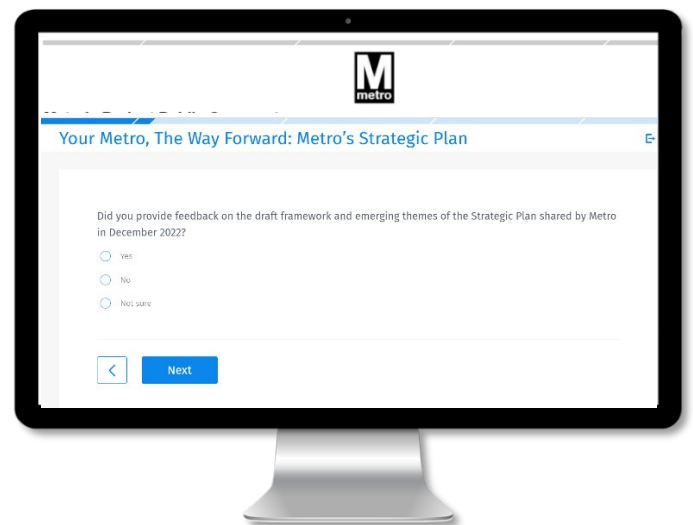 M
metro
Your Metro, The Way Forward: Metro's Strategic Plan
Did you provide feedback on the draft framework and emerging themes of the Strategic Plan shared by Metro
in December 2022?
Yes
No
Not sure
Next